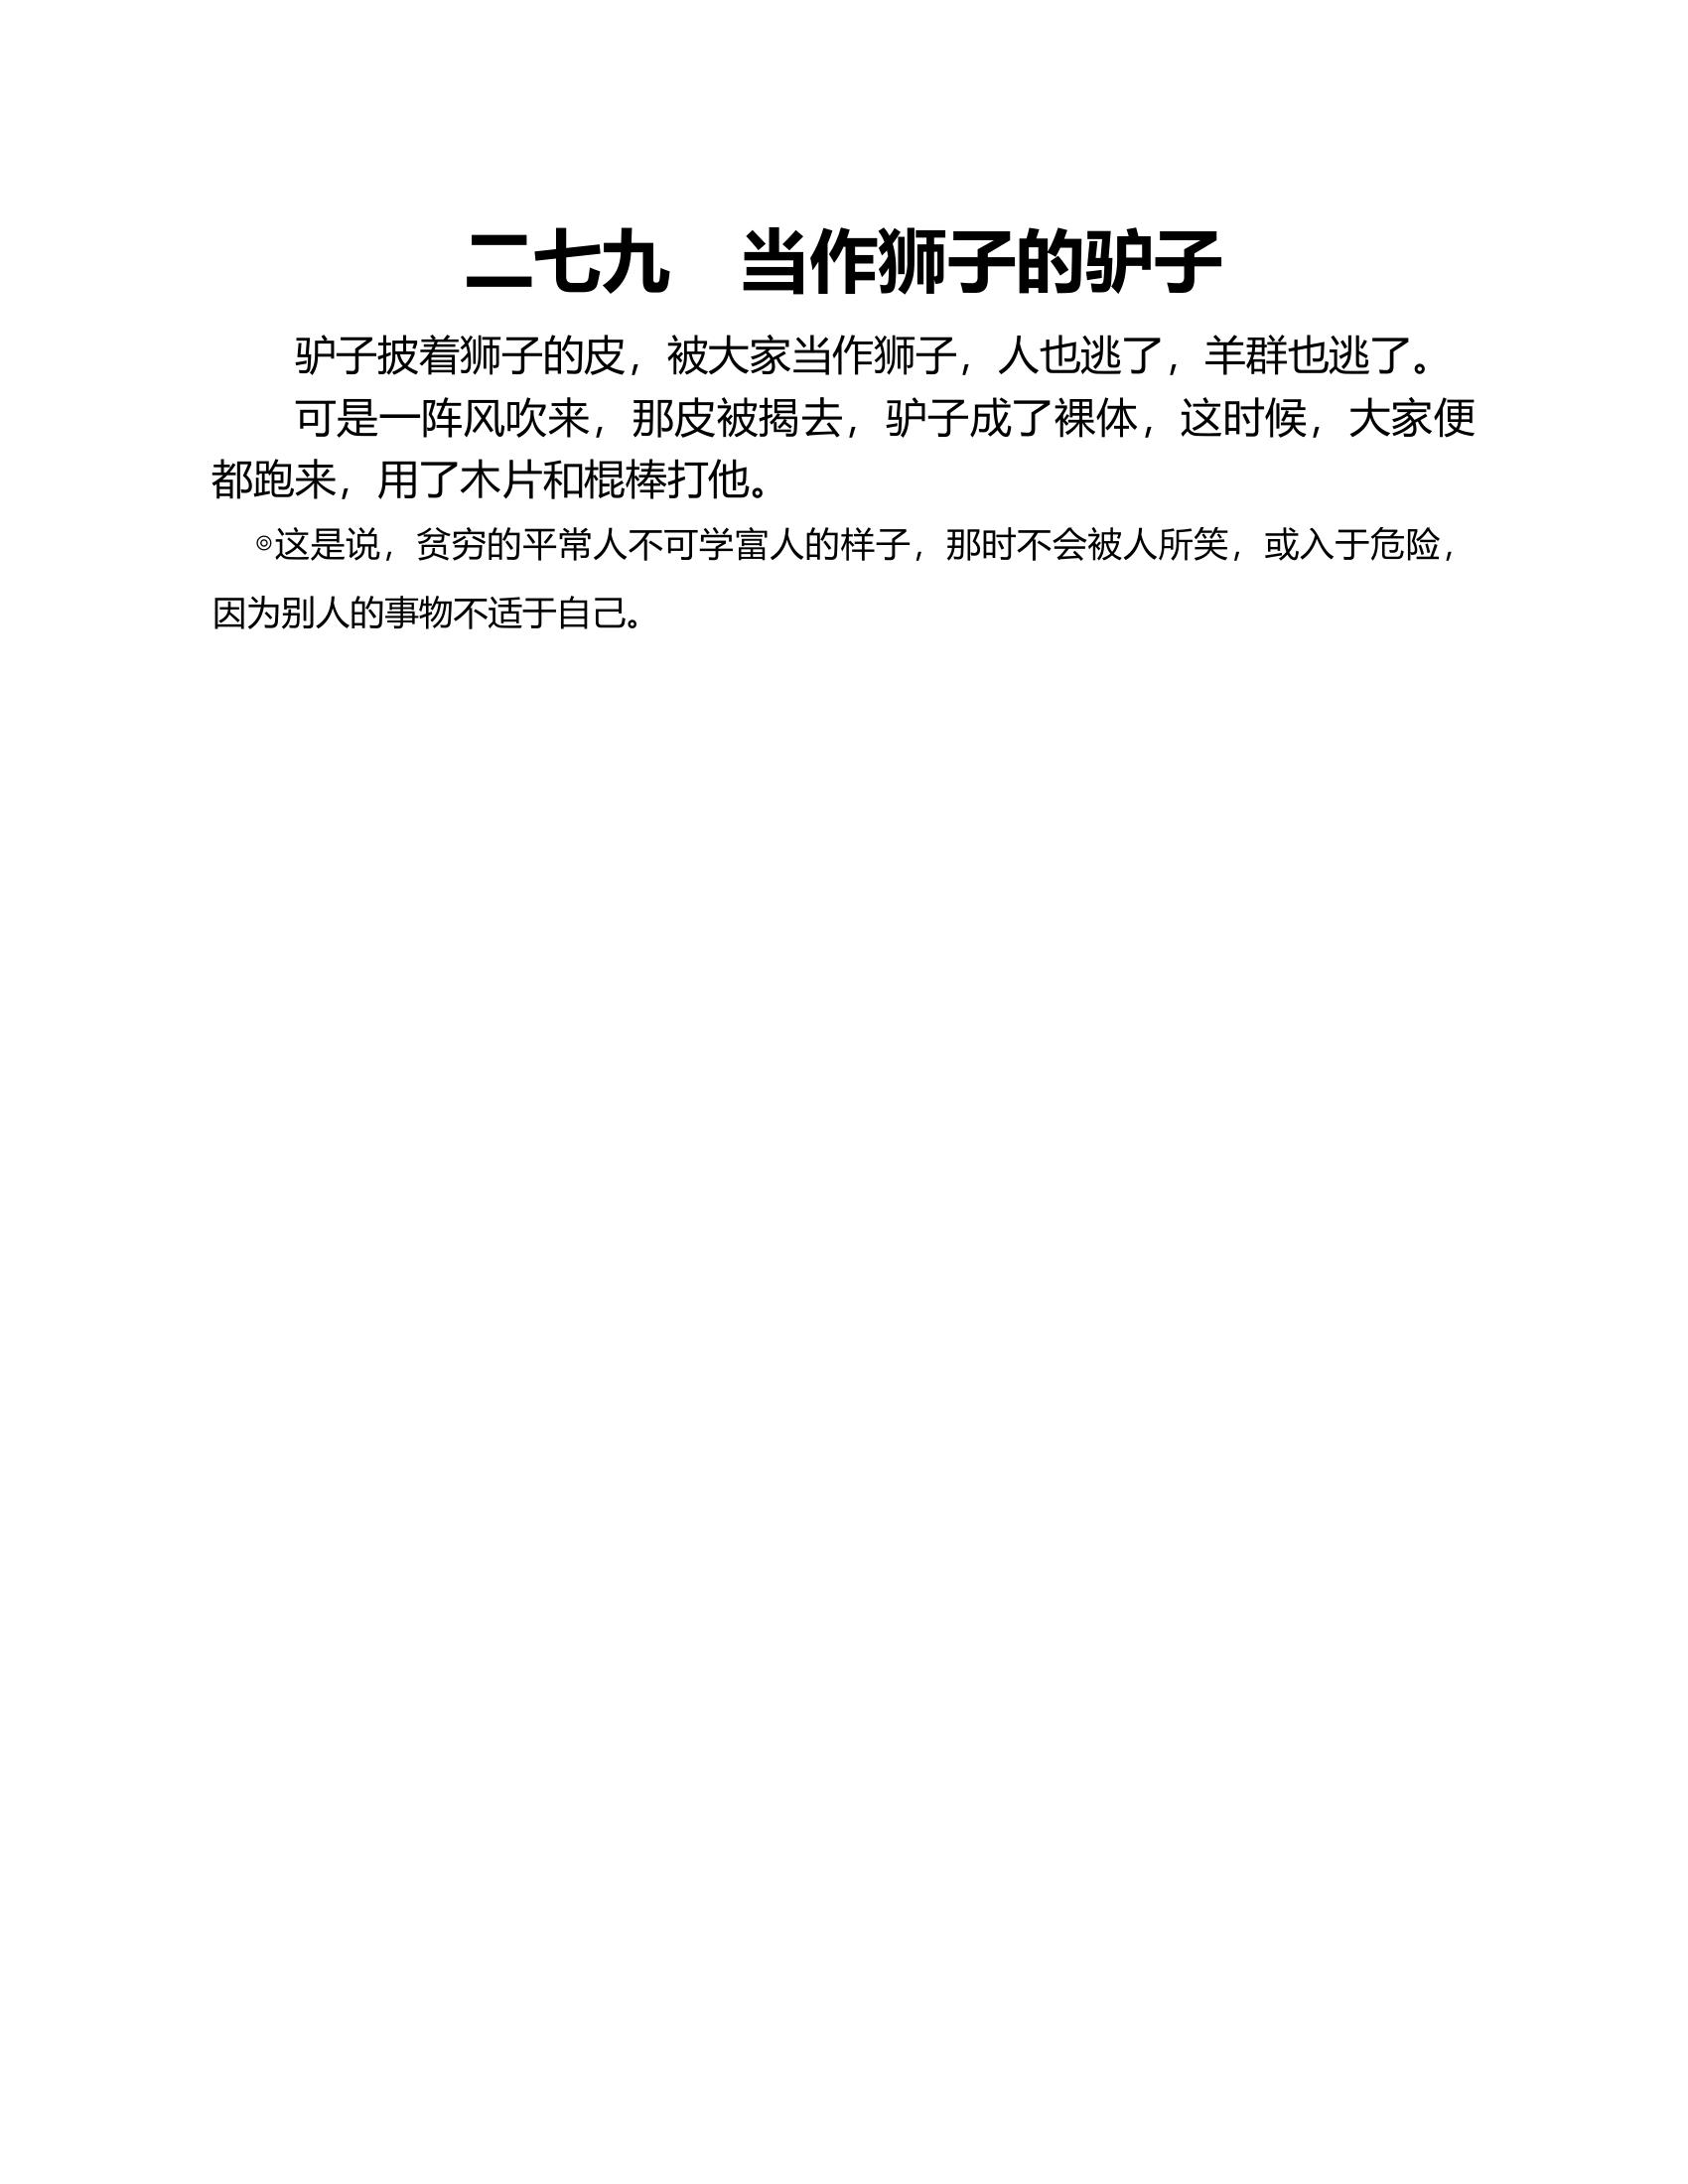 二七九　当作狮子的驴子
驴子披着狮子的皮，被大家当作狮子，人也逃了，羊群也逃了。
可是一阵风吹来，那皮被揭去，驴子成了裸体，这时候，大家便
都跑来，用了木片和棍棒打他。
◎这是说，贫穷的平常人不可学富人的样子，那时不会被人所笑，或入于危险，
因为别人的事物不适于自己。